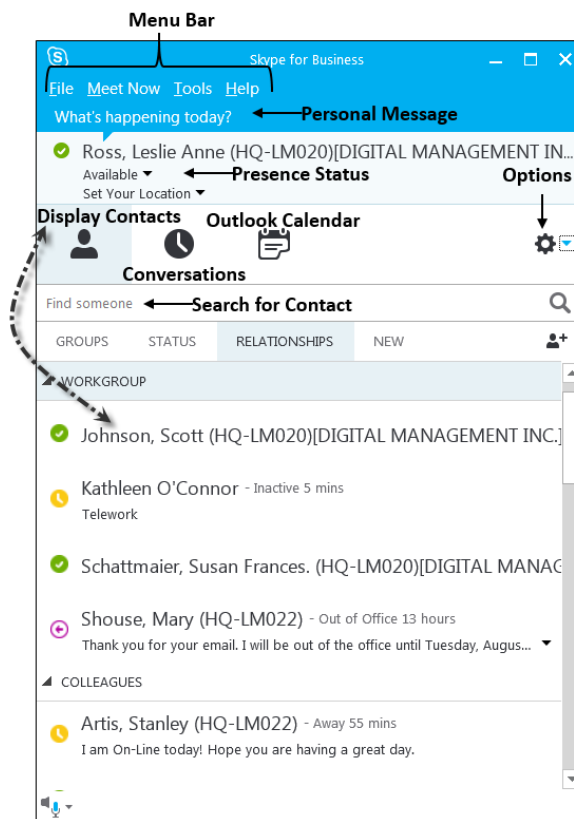 Menu Bar
Skype for Business
File Meet Now Tools Help
What's happening today?
Personal Message
Ross, Leslie Anne (HQ-LM020)[DIGITAL MANAGEMENT IN...
Available
Presence Status
Options
Set Your Location
Display Contacts
Outlook Calendar
Conversations
Find someone
Search for Contact
GROUPS STATUS RELATIONSHIPS NEW
WORKGROUP
Johnson, Scott (HQ-LM020)[DIGITAL MANAGEMENT INC.]
Kathleen O'Connor - Inactive 5 mins
Telework
Schattmaier, Susan Frances. (HQ-LM020)[DIGITAL MANAG
Shouse, Mary (HQ-LM022) - Out of Office 13 hours
Thank you for your email. I will be out of the office until Tuesday, Augus...
COLLEAGUES
Artis, Stanley (HQ-LM022) - Away 55 mins
I am On-Line today! Hope you are having a great day.